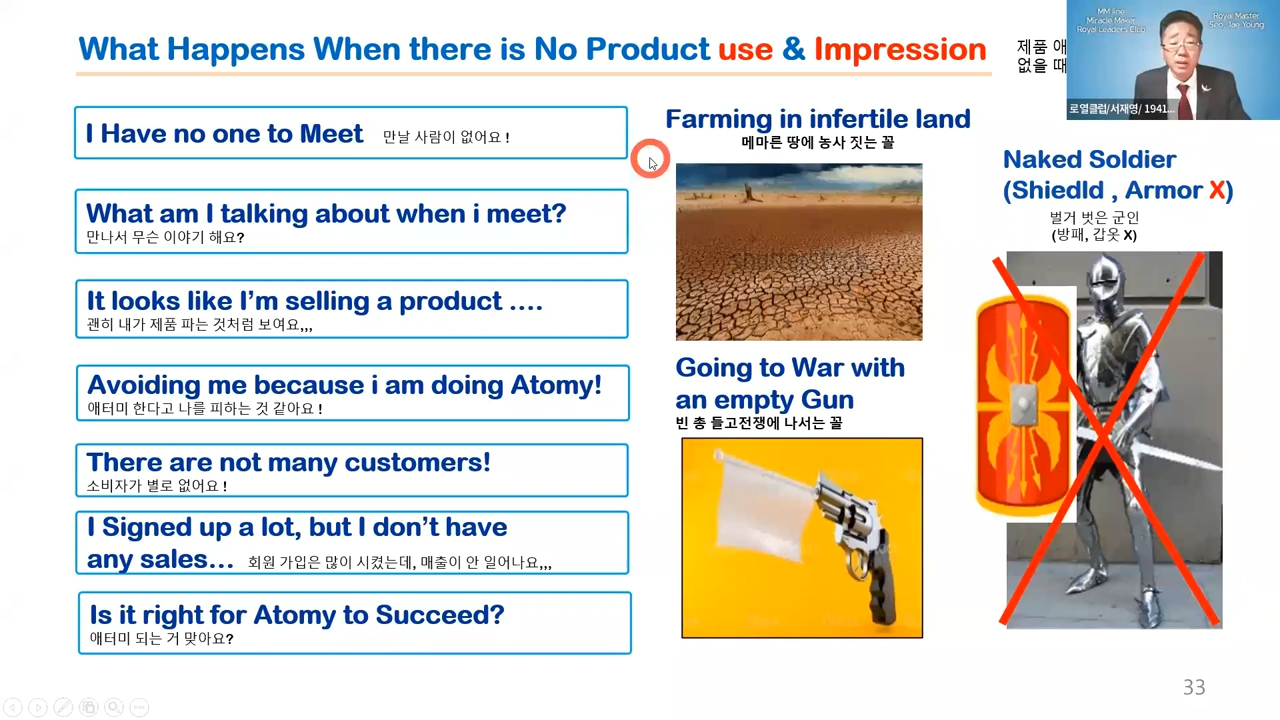 What Happens When there is No Product use & Impression
제품 애
없을 때
MM line
Miracle Maker
Royal Leaders Club
Royal Master
Seo, Jae Young
로열클럽/서재영/ 1941...
I Have no one to Meet 만날 사람이 없어요 !
What am I talking about when i meet?
만나서 무슨 이야기 해요?
It looks like I’m selling a product ....
괜히 내가 제품 파는 것처럼 보여요,,,
Avoiding me because i am doing Atomy!
애터미 한다고 나를 피하는 것 같아요 !
There are not many customers!
소비자가 별로 없어요 !
I Signed up a lot, but I don’t have
any sales... 회원 가입은 많이 시켰는데, 매출이 안 일어나요,,,
Is it right for Atomy to Succeed?
애터미 되는 거 맞아요?
Farming in infertile land
메마른 땅에 농사 짓는 꼴
Going to War with
an empty Gun
빈 총 들고전쟁에 나서는 꼴
Naked Soldier
(Shiedld , Armor X)
벌거 벗은 군인
(방패, 갑옷 X)
33